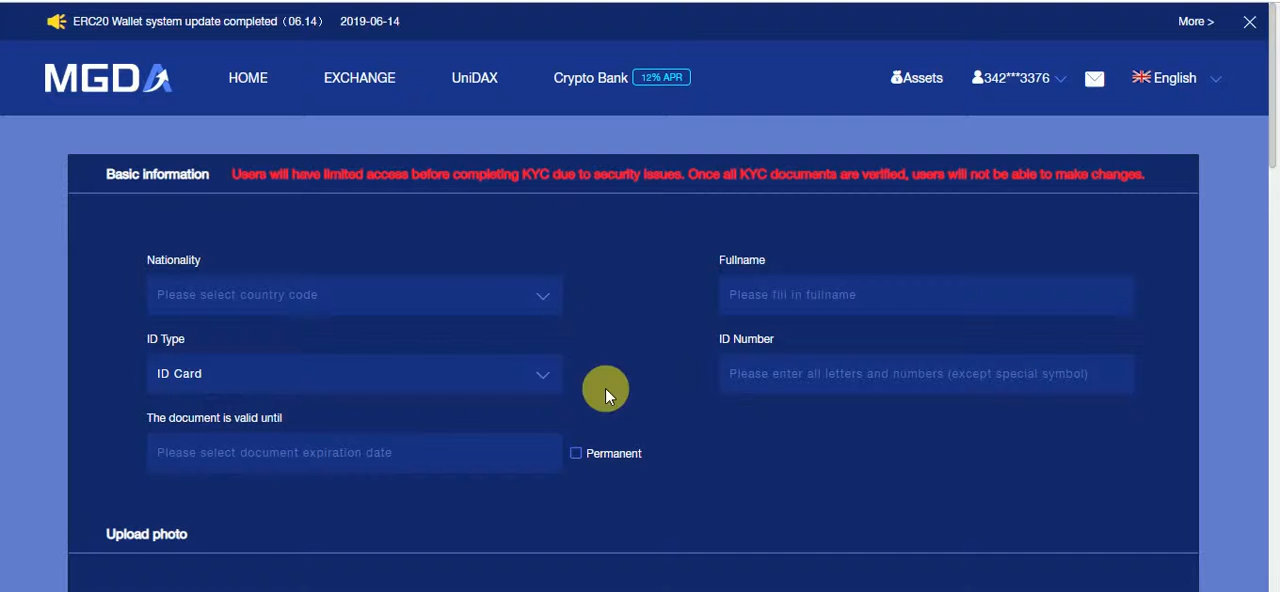 ERC20 Wallet system update completed（06.14） 2019-06-14 More >
MGDA HOME EXCHANGE UniDAX Crypto Bank 12% APR Assets 342***3376 English
Basic information Users will have limited access before completing KYC due to security issues. Once all KYC documents are verified, users will not be able to make changes.
Nationality Fullname
Please select country code Please fill in fullname
ID Type ID Number
ID Card Please enter all letters and numbers (except special symbol)
The document is valid until
Please select document expiration date Permanent
Upload photo